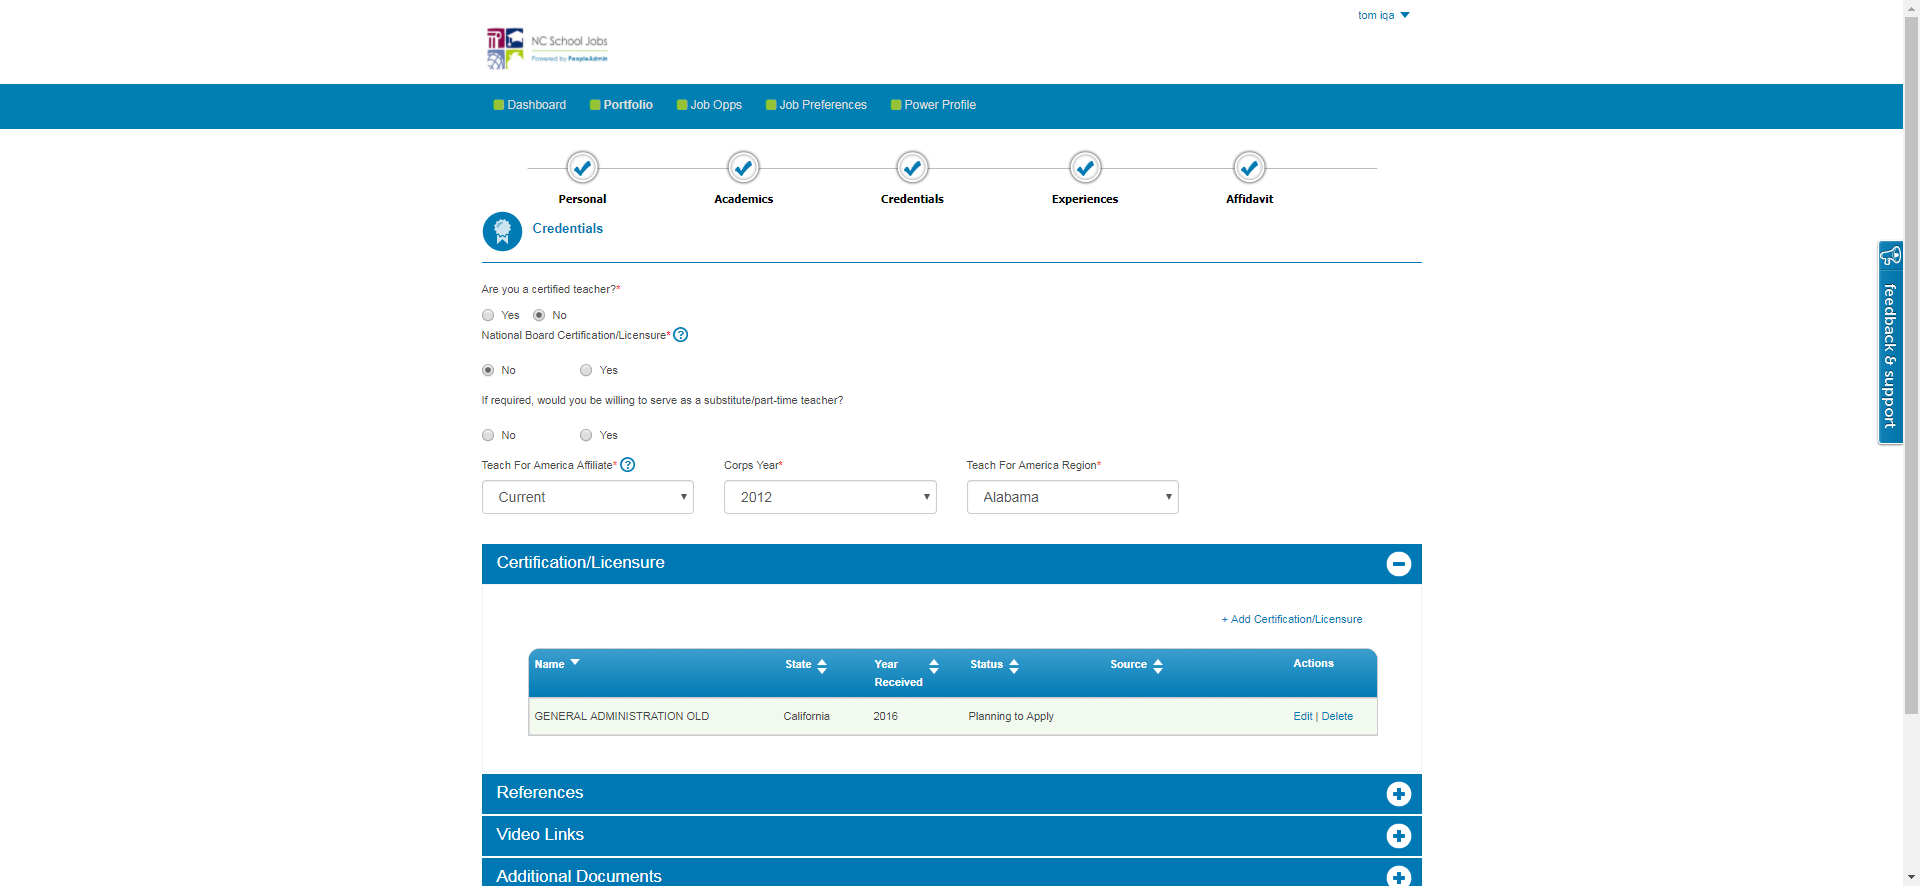 tom iqa
NC School Jobs
Powered by PeopleAdmin
Dashboard Portfolio Job Opps Job Preferences Power Profile
Personal Academics Credentials Experiences Affidavit
Credentials
Are you a certified teacher?*
Yes No
National Board Certification/Licensure* ?
No Yes
If required, would you be willing to serve as a substitute/part-time teacher?
No Yes
Teach For America Affiliate* ? Corps Year* Teach For America Region*
Current 2012 Alabama
Certification/Licensure
+ Add Certification/Licensure
Name State Year Received Status Source Actions
GENERAL ADMINISTRATION OLD California 2016 Planning to Apply Edit | Delete
References
Video Links
Additional Documents
feedback & support